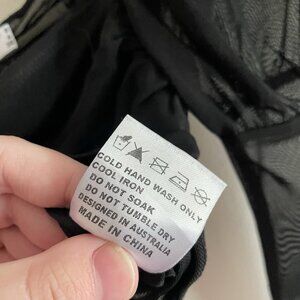 COLD HAND WASH ONLY
COOL IRON
DO NOT SOAK
DO NOT TUMBLE DRY
DESIGNED IN AUSTRALIA
MADE IN CHINA